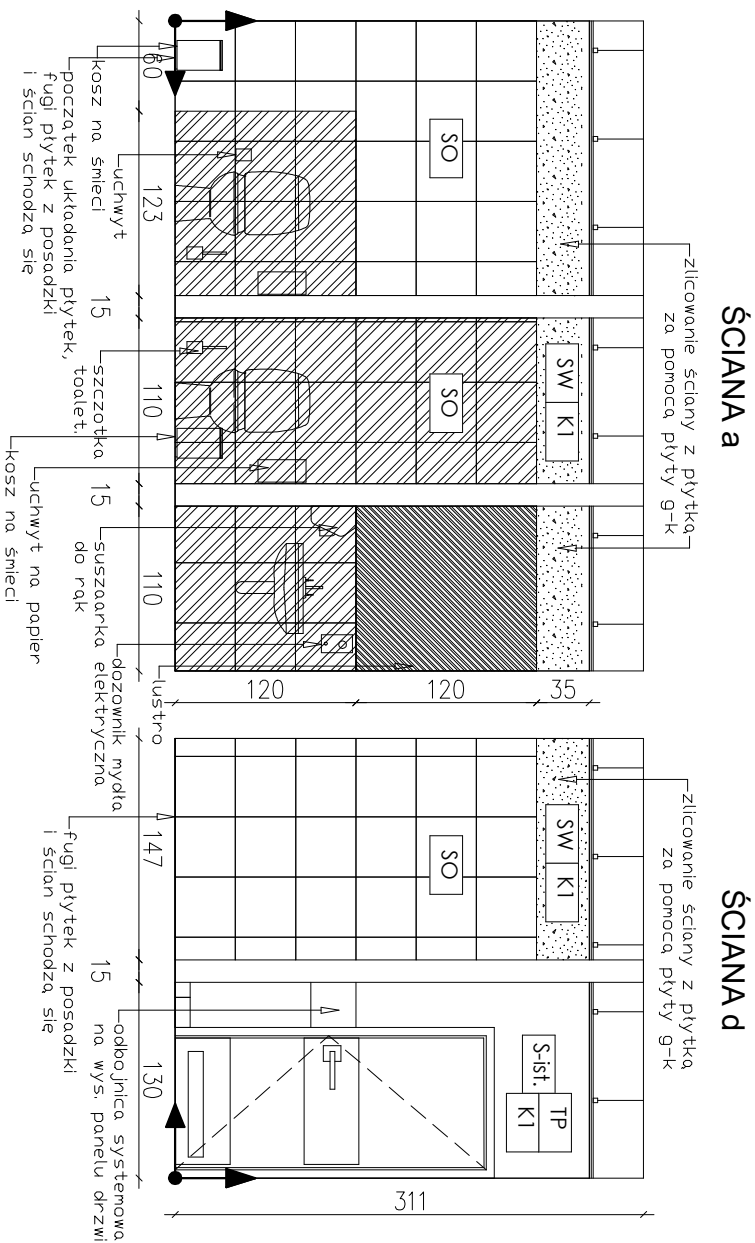 ŚCIANA a
zlicowanie ściany z płytką
za pomocą płyty g-k
SO
SW K1
SO
60
123
15
110
15
110
120
120
35
kosz na śmieci
początek układania płytek,
fugi płytek z posadzki
i ścian schodzą się
uchwyt
szczotka
toalet.
kosz na śmieci
uchwyt na papier
suszaarka elektryczna
do rąk
dozownik mydła
lustro
ŚCIANA d
zlicowanie ściany z płytką
za pomocą płyty g-k
SW K1
SO
S-ist.
TP
K1
147
15
130
311
fugi płytek z posadzki
i ścian schodzą się
odbojnica systemowa
na wys. panelu drzwi